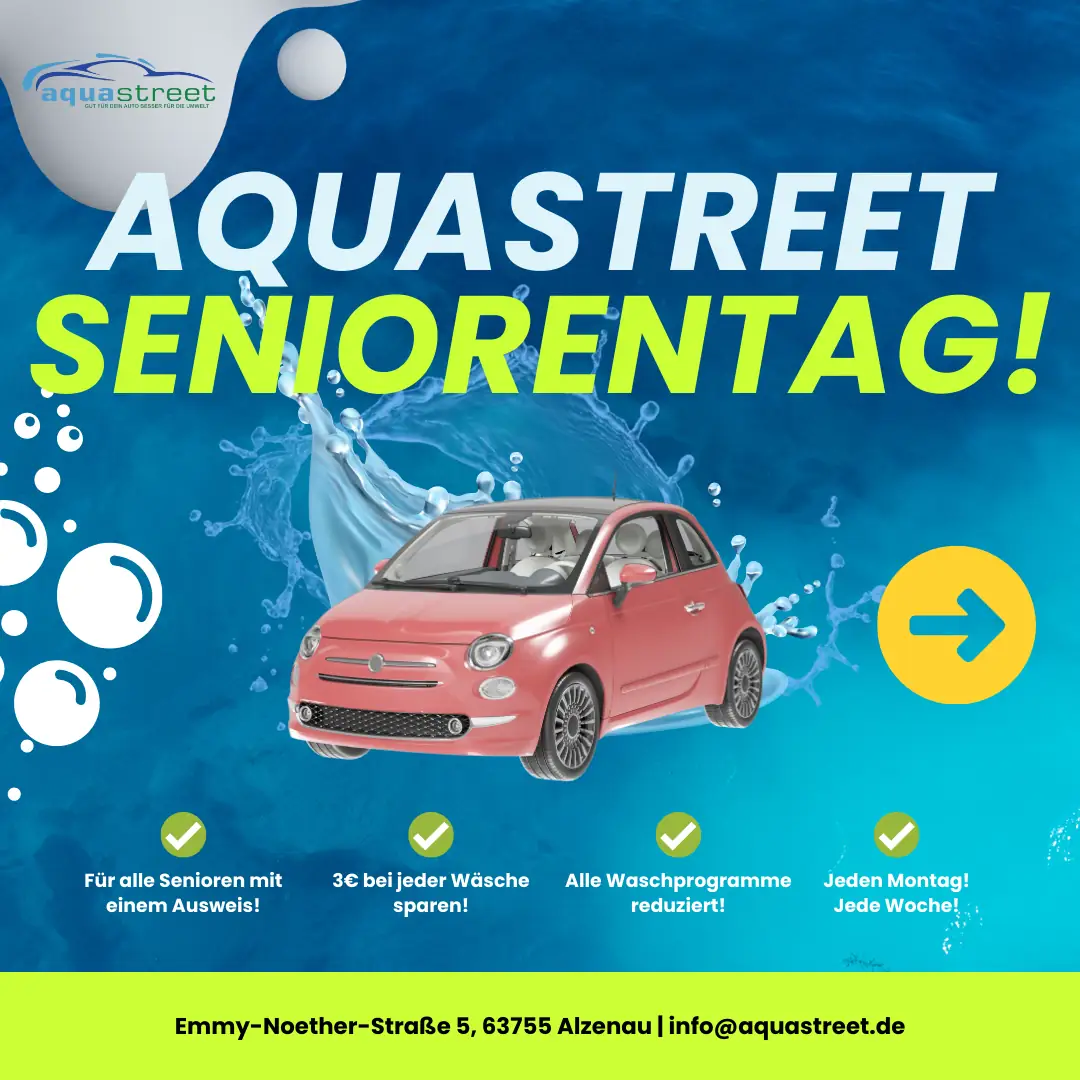 aquastreet
GUT FÜR DEIN AUTO BESSER FÜR DIE UMWELT
AQUASTREET
SENIORENTAG!
Für alle Senioren mit
einem Ausweis!
3€ bei jeder Wäsche
sparen!
Alle Waschprogramme
reduziert!
Jeden Montag!
Jede Woche!
Emmy-Noether-Straße 5, 63755 Alzenau | info@aquastreet.de